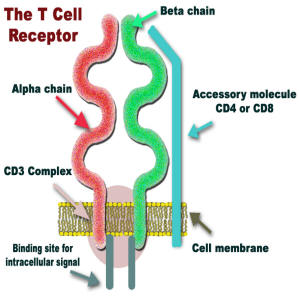 The T Cell
Receptor
Beta chain
Alpha chain
Accessory molecule
CD4 or CD8
CD3 Complex
Binding site for
intracellular signal
Cell membrane